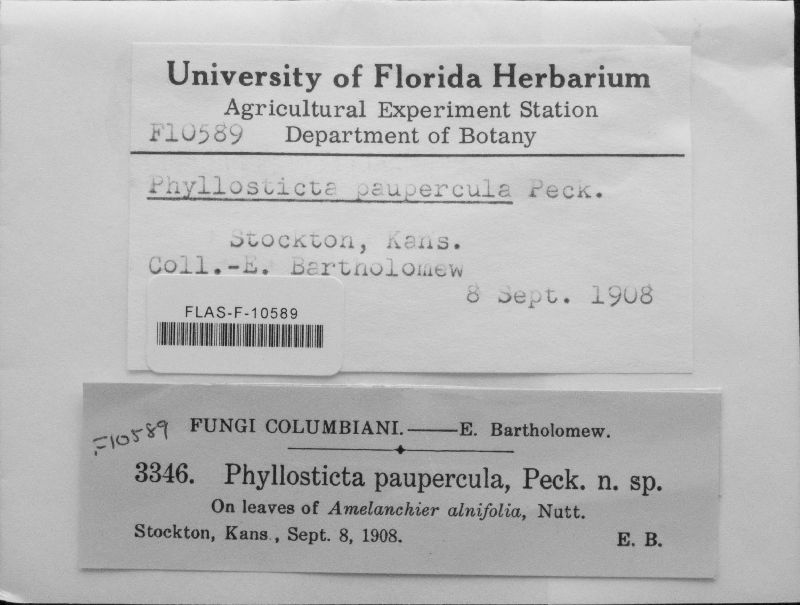 University of Florida Herbarium
Agricultural Experiment Station
F10589 Department of Botany
Phyllosticta paupercula Peck.
Stockton, Kans.
Coll.-E. Bartholomew
8 Sept. 1908
FLAS-F-10589
F10589 FUNGI COLUMBIANI.——E. Bartholomew.
3346. Phyllosticta paupercula, Peck. n. sp.
On leaves of Amelanchier alnifolia, Nutt.
Stockton, Kans., Sept. 8, 1908. E. B.